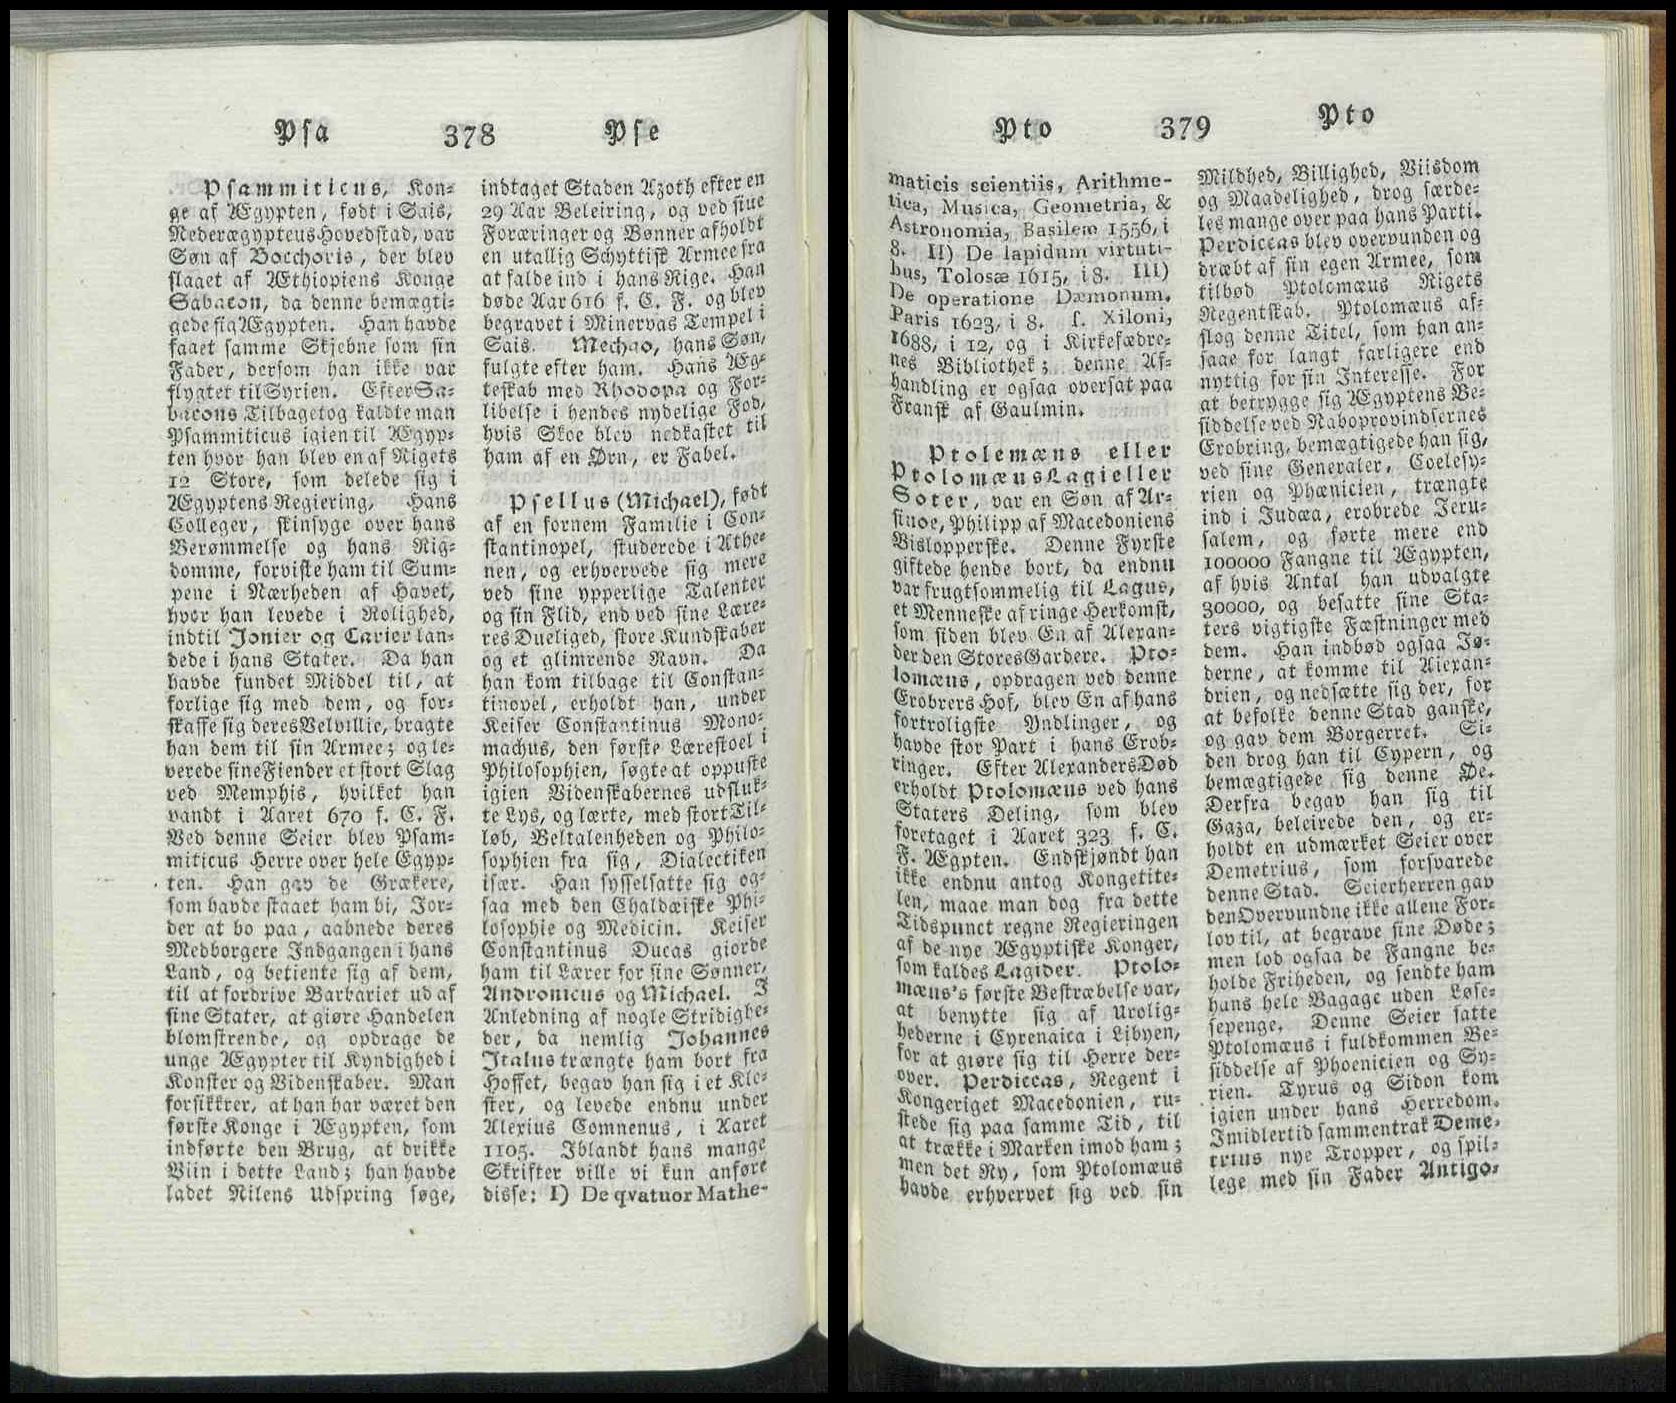 Psa 378 Pse
Psammiticus, Kon-
ge af Ægypten, født i Sais,
Nederægyptens Hovedstad, var
Søn af Bocchoris, der blev
slaaet af Æthiopiens Konge
Sabacon, da denne bemægti-
gede sig Ægypten. Han havde
faaet samme Skjebne som sin
Fader, dersom han ikke var
flygtet til Syrien. Efter Sa-
bacons Tilbagetog kaldte man
Psammiticus igien til Ægyp-
ten hvor han blev en af Rigets
12 Store, som delede sig i
Ægyptens Regiering. Hans
Colleger, skinsyge over hans
Berømmelse og hans Rig-
domme, forviste ham til Sum-
pene i Nærheden af Havet,
hvor han levede i Rolighed,
indtil Jonier og Carier lan-
dede i hans Stater. Da han
havde fundet Middel til, at
forlige sig med dem, og for-
skaffe sig deres Velvillie, bragte
han dem til sin Armee; og le-
verede sine Fiender et stort Slag
ved Memphis, hvilket han
vandt i Aaret 670 f. C. F.
Ved denne Seier blev Psam-
miticus Herre over hele Egyp-
ten. Han gav de Grækere,
som havde staaet ham bi, Jor-
der at bo paa, aabnede deres
Medborgere Indgangen i hans
Land, og betiente sig af dem,
til at fordrive Barbariet ud af
sine Stater, at giøre Handelen
blomstrende, og opdrage de
unge Ægypter til Kyndighed i
Konster og Videnskaber. Man
forsikkrer, at han har været den
første Konge i Ægypten, som
indførte den Brug, at drikke
Viin i dette Land; han havde
ladet Nilens Udspring søge,
indtaget Staden Azoth efter en
29 Aar Beleiring, og ved sine
Foræringer og Bønner afholdt
en utallig Schyttisk Armee fra
at falde ind i hans Rige. Han
døde Aar 616 f. C. F. og blev
begravet i Minervas Tempel i
Sais. Mechao, hans Søn,
fulgte efter ham. Hans Æg-
teskab med Rhodopa og For-
libelse i hendes nydelige Fod,
hvis Skoe blev nedkastet til
ham af en Ørn, er Fabel.
Psellus (Michael), født
af en fornem Familie i Con-
stantinopel, studerede i Athe-
nen, og erhvervede sig mere
ved sine ypperlige Talenter
og sin Flid, end ved sine Lære-
res Dueliged, store Kundskaber
og et glimrende Navn. Da
han kom tilbage til Constan-
tinopel, erholdt han, under
Keiser Constantinus Mono-
machus, den første Lærestoel i
Philosophien, søgte at oppuste
igien Videnskabernes udsluk-
te Lys, og lærte, med stort Til-
løb, Veltalenheden og Philo-
sophien fra sig, Dialectiken
især. Han sysselsatte sig og-
saa med den Chaldæiske Phi-
losophie og Medicin. Keiser
Constantinus Ducas giorde
ham til Lærer for sine Sønner,
Andronicus og Michael. I
Anledning af nogle Stridighe-
der, da nemlig Johannes
Italus trængte ham bort fra
Hoffet, begav han sig i et Klo-
ster, og levede endnu under
Alexius Comnenus, i Aaret
1105. Iblandt hans mange
Skrifter ville vi kun anføre
disse: I) De qvatuor Mathe-
Pto 379 Pto
maticis scientiis, Arithme-
tica, Musica, Geometria, &
Astronomia, Basileæ 1556, i
8. II) De lapidum virtuti-
bus, Tolosæ 1615, i 8. III)
De operatione Dæmonum.
Paris 1623, i 8. f. Xiloni,
1688, i 12, og i Kirkefædre-
nes Bibliothek; denne Af-
handling er ogsaa oversat paa
Fransk af Gaulmin.
Ptolemæus eller
Ptolomæus Lagi eller
Soter, var en Søn af Ar-
sinoe, Philipp af Macedoniens
Bislopperske. Denne Fyrste
giftede hende bort, da endnu
var frugtsommelig til Lagus,
et Menneske af ringe Herkomst,
som siden blev En af Alexan-
der den Stores Gardere. Pto-
lomæus, opdragen ved denne
Erobrers Hof, blev En af hans
fortroligste Yndlinger, og
havde stor Part i hans Erob-
ringer. Efter Alexanders Død
erholdt Ptolomæus ved hans
Staters Deling, som blev
foretaget i Aaret 323 f. C.
F. Ægpten. Endskjøndt han
ikke endnu antog Kongetite-
len, maae man dog fra dette
Tidspunct regne Regieringen
af de nye Ægyptiske Konger,
som kaldes Lagider. Ptolo-
mæus's første Bestræbelse var,
at benytte sig af Urolig-
hederne i Cyrenaica i Libyen,
for at giøre sig til Herre der-
over. Perdiccas, Regent i
Kongeriget Macedonien, ru-
stede sig paa samme Tid, til
at trække i Marken imod ham;
men det Ry, som Ptolomæus
havde erhvervet sig ved sin
Mildhed, Billighed, Viisdom
og Maadelighed, drog særde-
les mange over paa hans Parti.
Perdiccas blev overvunden og
dræbt af sin egen Armee, som
tilbød Ptolomæus Rigets
Regentskab. Ptolomæus af-
slog denne Titel, som han an-
saae for langt farligere end
nyttig for sin Interesse. For
at betrygge sig Ægyptens Be-
siddelse ved Naboprovindsernes
Erobring, bemægtigede han sig,
ved sine Generaler, Coelesy-
rien og Phænicien, trængte
ind i Judæa, erobrede Jeru-
salem, og førte mere end
100000 Fangne til Ægypten,
af hvis Antal han udvalgte
30000, og besatte sine Sta-
ters vigtigste Fæstninger med
dem. Han indbød ogsaa Jø-
derne, at komme til Alexan-
drien, og nedsætte sig der, for
at befolke denne Stad ganske,
og gav dem Borgerret. Si-
den drog han til Cypern, og
bemægtigede sig denne Øe.
Derfra begav han sig til
Gaza, beleirede den, og er-
holdt en udmærket Seier over
Demetrius, som forsvarede
denne Stad. Seierherren gav
den Overvundne ikke allene For-
lov til, at begrave sine Døde;
men lod ogsaa de Fangne be-
holde Friheden, og sendte ham
hans hele Bagage uden Løse-
sepenge. Denne Seier satte
Ptolomæus i fuldkommen Be-
siddelse af Phoenicien og Sy-
rien. Tyrus og Sidon kom
igien under hans Herredom.
Imidlertid sammentrak Deme-
trius nye Tropper, og spil-
lege med sin Fader Antigo-